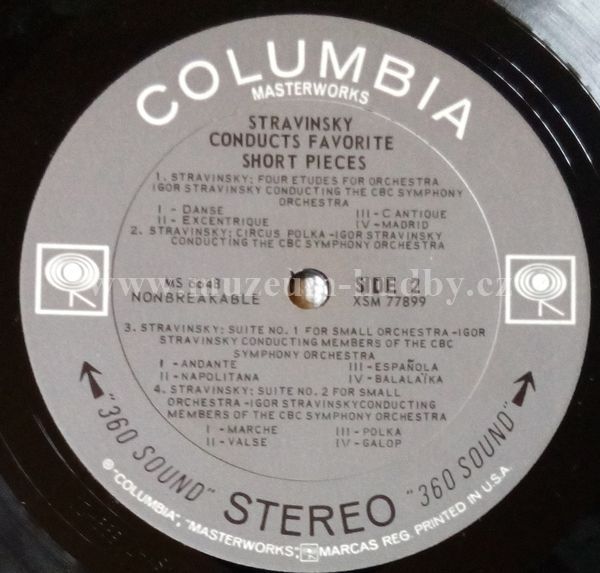 COLUMBIA
MASTERWORKS
STRAVINSKY
CONDUCTS FAVORITE
SHORT PIECES
1. STRAVINSKY: FOUR ETUDES FOR ORCHESTRA
IGOR STRAVINSKY CONDUCTING THE CBC SYMPHONY
ORCHESTRA
I - DANSE III - CANTIQUE
II - EXCENTRIQUE IV - MADRID
2. STRAVINSKY: CIRCUS POLKA - IGOR STRAVINSKY
CONDUCTING THE CBC SYMPHONY ORCHESTRA
www.muzeum-hudby.cz
MS 6648 SIDE 2
NONBREAKABLE XSM 77899
3. STRAVINSKY: SUITE NO. 1 FOR SMALL ORCHESTRA - IGOR
STRAVINSKY CONDUCTING MEMBERS OF THE CBC
SYMPHONY ORCHESTRA
I - ANDANTE III - ESPAÑOLA
II - NAPOLITANA IV - BALALAÏKA
4. STRAVINSKY: SUITE NO. 2 FOR SMALL
ORCHESTRA - IGOR STRAVINSKYCONDUCTING
MEMBERS OF THE CBC SYMPHONY ORCHESTRA
I - MARCHE III - POLKA
II - VALSE IV - GALOP
"360 SOUND" STEREO "360 SOUND"
® "COLUMBIA", "MASTERWORKS", MARCAS REG. PRINTED IN U.S.A.